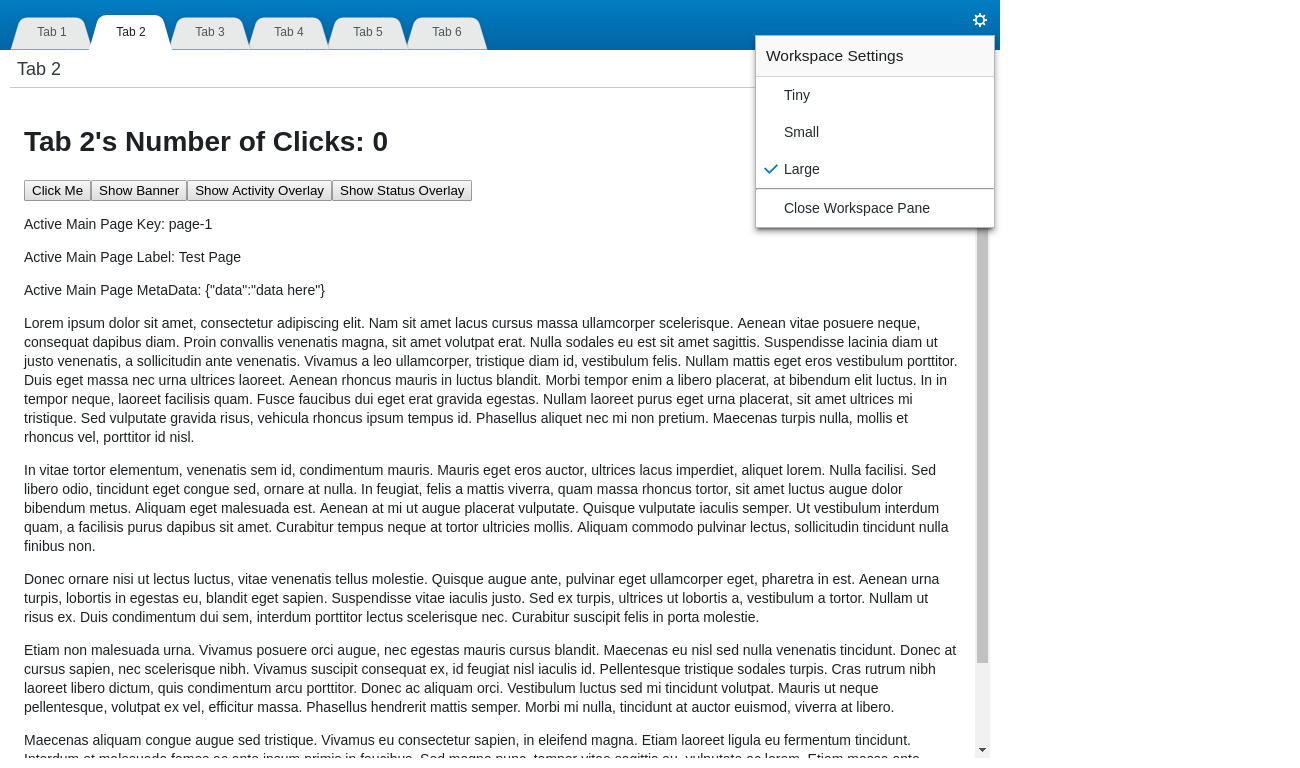 Tab 1
Tab 2
Tab 3
Tab 4
Tab 5
Tab 6
Tab 2
Workspace Settings
Tiny
Small
Large
Close Workspace Pane
Tab 2's Number of Clicks: 0
Click Me Show Banner Show Activity Overlay Show Status Overlay
Active Main Page Key: page-1
Active Main Page Label: Test Page
Active Main Page MetaData: {"data":"data here"}
Lorem ipsum dolor sit amet, consectetur adipiscing elit. Nam sit amet lacus cursus massa ullamcorper scelerisque. Aenean vitae posuere neque,
consequat dapibus diam. Proin convallis venenatis magna, sit amet volutpat erat. Nulla sodales eu est sit amet sagittis. Suspendisse lacinia diam ut
justo venenatis, a sollicitudin ante venenatis. Vivamus a leo ullamcorper, tristique diam id, vestibulum felis. Nullam mattis eget eros vestibulum porttitor.
Duis eget massa nec urna ultrices laoreet. Aenean rhoncus mauris in luctus blandit. Morbi tempor enim a libero placerat, at bibendum elit luctus. In in
tempor neque, laoreet facilisis quam. Fusce faucibus dui eget erat gravida egestas. Nullam laoreet purus eget urna placerat, sit amet ultrices mi
tristique. Sed vulputate gravida risus, vehicula rhoncus ipsum tempus id. Phasellus aliquet nec mi non pretium. Maecenas turpis nulla, mollis et
rhoncus vel, porttitor id nisl.
In vitae tortor elementum, venenatis sem id, condimentum mauris. Mauris eget eros auctor, ultrices lacus imperdiet, aliquet lorem. Nulla facilisi. Sed
libero odio, tincidunt eget congue sed, ornare at nulla. In feugiat, felis a mattis viverra, quam massa rhoncus tortor, sit amet luctus augue dolor
bibendum metus. Aliquam eget malesuada est. Aenean at mi ut augue placerat vulputate. Quisque vulputate iaculis semper. Ut vestibulum interdum
quam, a facilisis purus dapibus sit amet. Curabitur tempus neque at tortor ultricies mollis. Aliquam commodo pulvinar lectus, sollicitudin tincidunt nulla
finibus non.
Donec ornare nisi ut lectus luctus, vitae venenatis tellus molestie. Quisque augue ante, pulvinar eget ullamcorper eget, pharetra in est. Aenean urna
turpis, lobortis in egestas eu, blandit eget sapien. Suspendisse vitae iaculis justo. Sed ex turpis, ultrices ut lobortis a, vestibulum a tortor. Nullam ut
risus ex. Duis condimentum dui sem, interdum porttitor lectus scelerisque nec. Curabitur suscipit felis in porta molestie.
Etiam non malesuada urna. Vivamus posuere orci augue, nec egestas mauris cursus blandit. Maecenas eu nisl sed nulla venenatis tincidunt. Donec at
cursus sapien, nec scelerisque nibh. Vivamus suscipit consequat ex, id feugiat nisl iaculis id. Pellentesque tristique sodales turpis. Cras rutrum nibh
laoreet libero dictum, quis condimentum arcu porttitor. Donec ac aliquam orci. Vestibulum luctus sed mi tincidunt volutpat. Mauris ut neque
pellentesque, volutpat ex vel, efficitur massa. Phasellus hendrerit mattis semper. Morbi mi nulla, tincidunt at auctor euismod, viverra at libero.
Maecenas aliquam congue augue sed tristique. Vivamus eu consectetur sapien, in eleifend magna. Etiam laoreet ligula eu fermentum tincidunt.